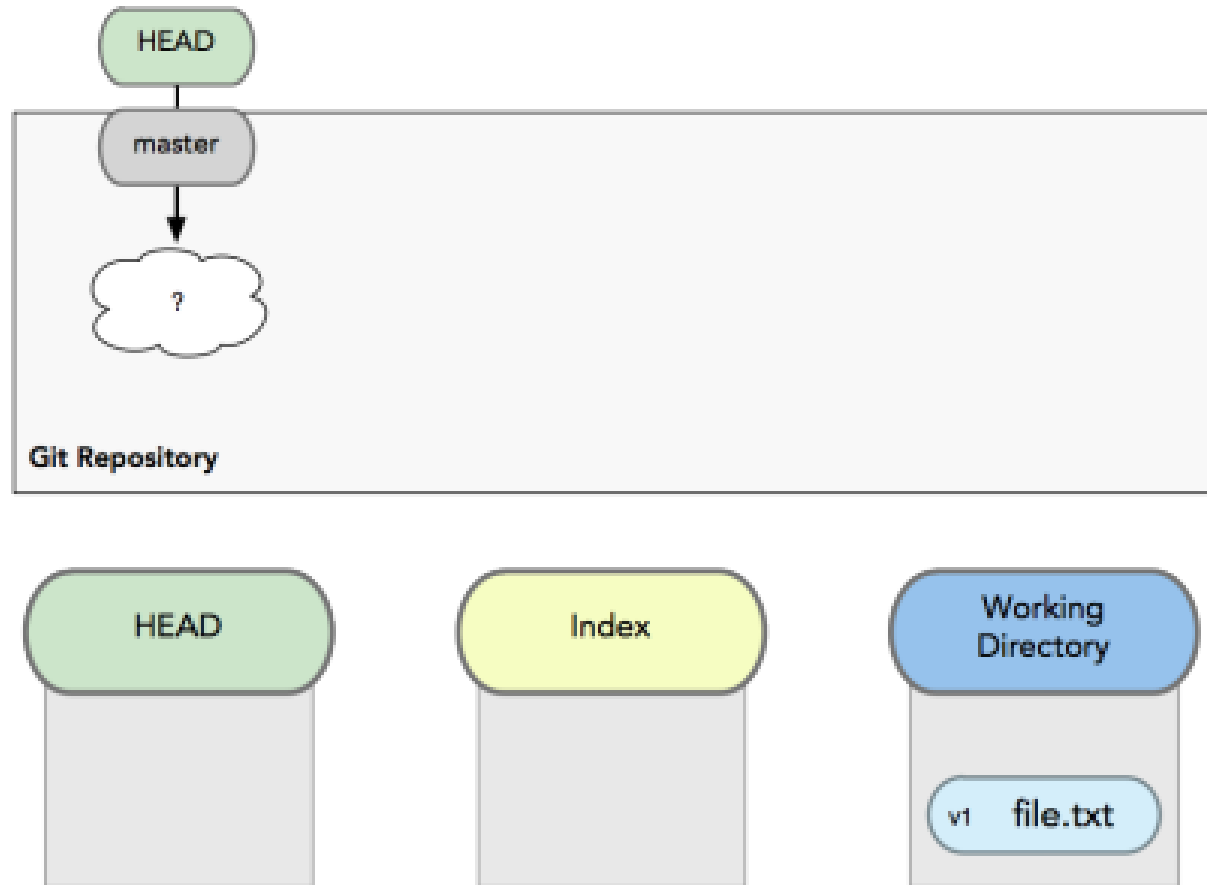 HEAD
master
?
Git Repository
HEAD
Index
Working
Directory
v1 file.txt